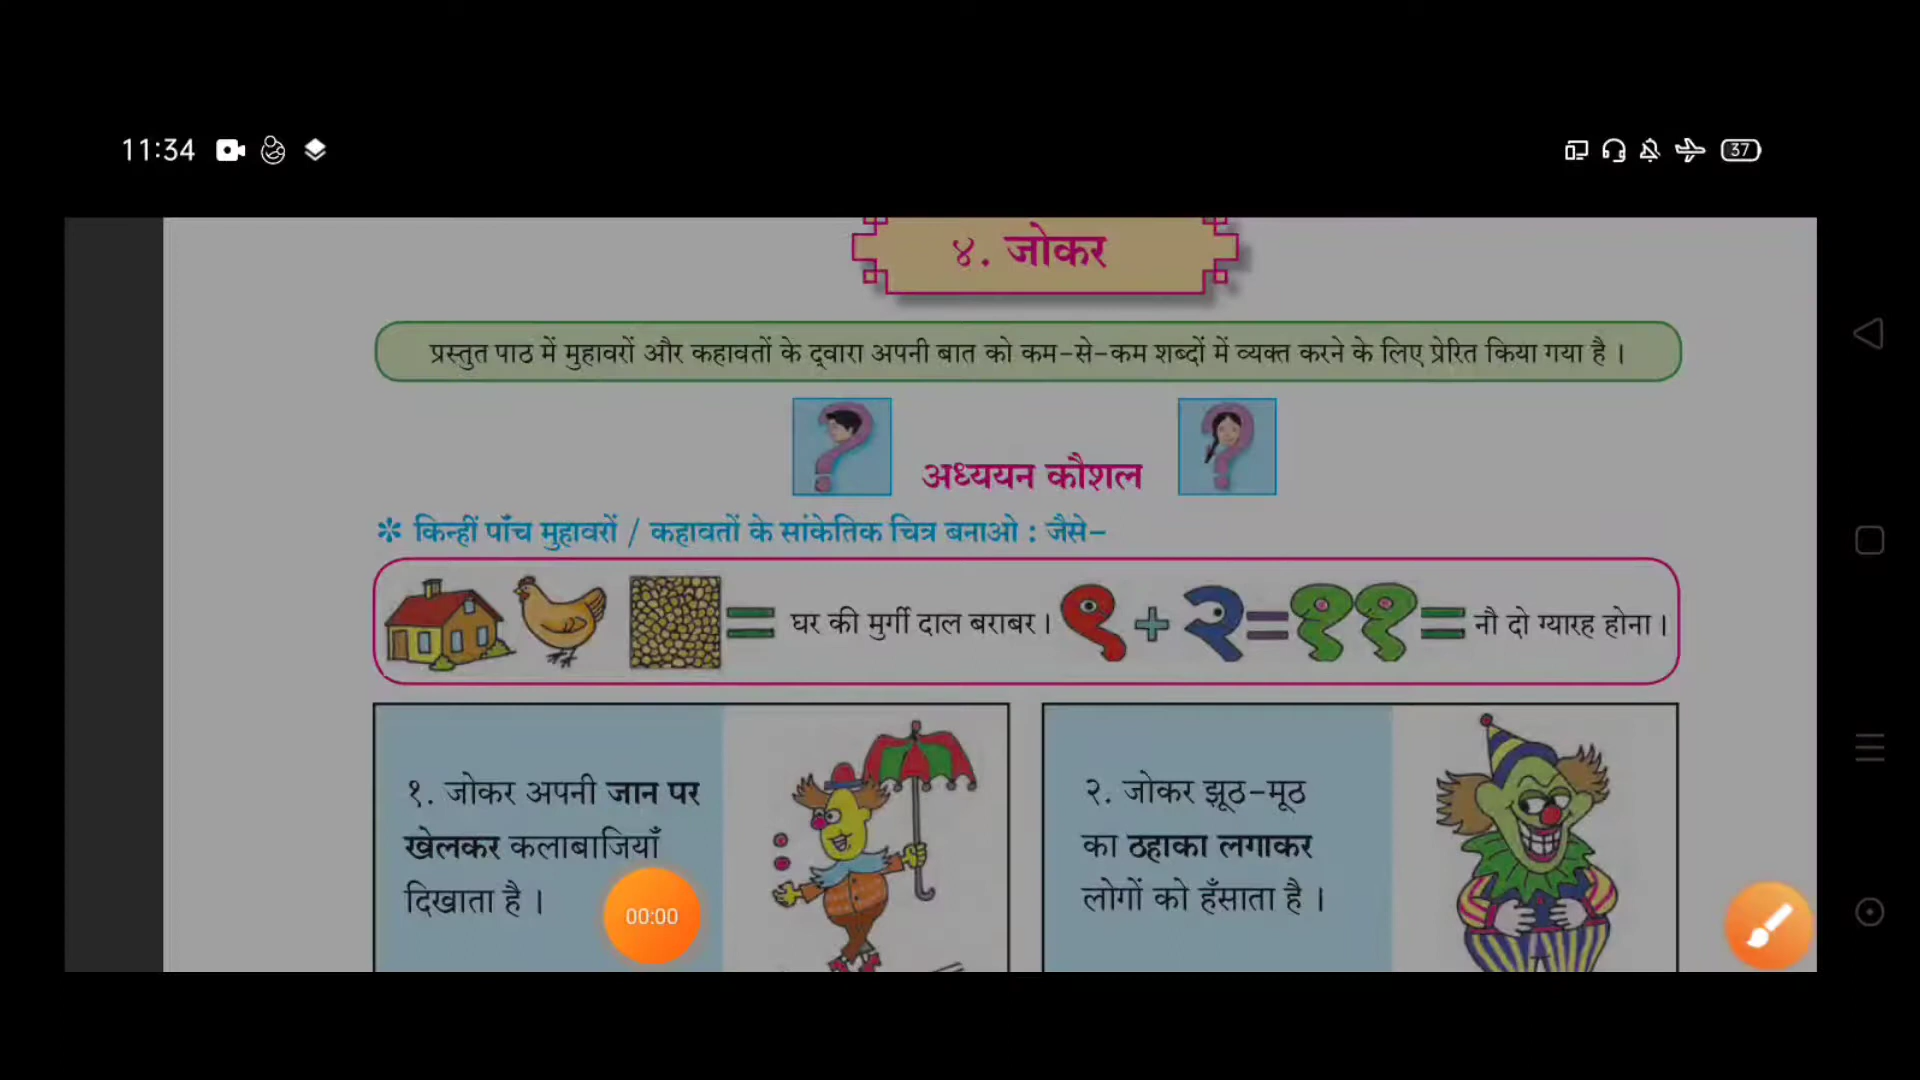 11:34
37
४. जोकर
प्रस्तुत पाठ में मुहावरों और कहावतों के द्‌वारा अपनी बात को कम-से-कम शब्दों में व्यक्त करने के लिए प्रेरित किया गया है ।
अध्ययन कौशल
* किन्हीं पाँच मुहावरों / कहावतों के सांकेतिक चित्र बनाओ : जैसे-
= घर की मुर्गी दाल बराबर । ९ + २ = ११ = नौ दो ग्यारह होना ।
१. जोकर अपनी जान पर
खेलकर कलाबाजियाँ
दिखाता है ।
00:00
२. जोकर झूठ-मूठ
का ठहाका लगाकर
लोगों को हँसाता है ।